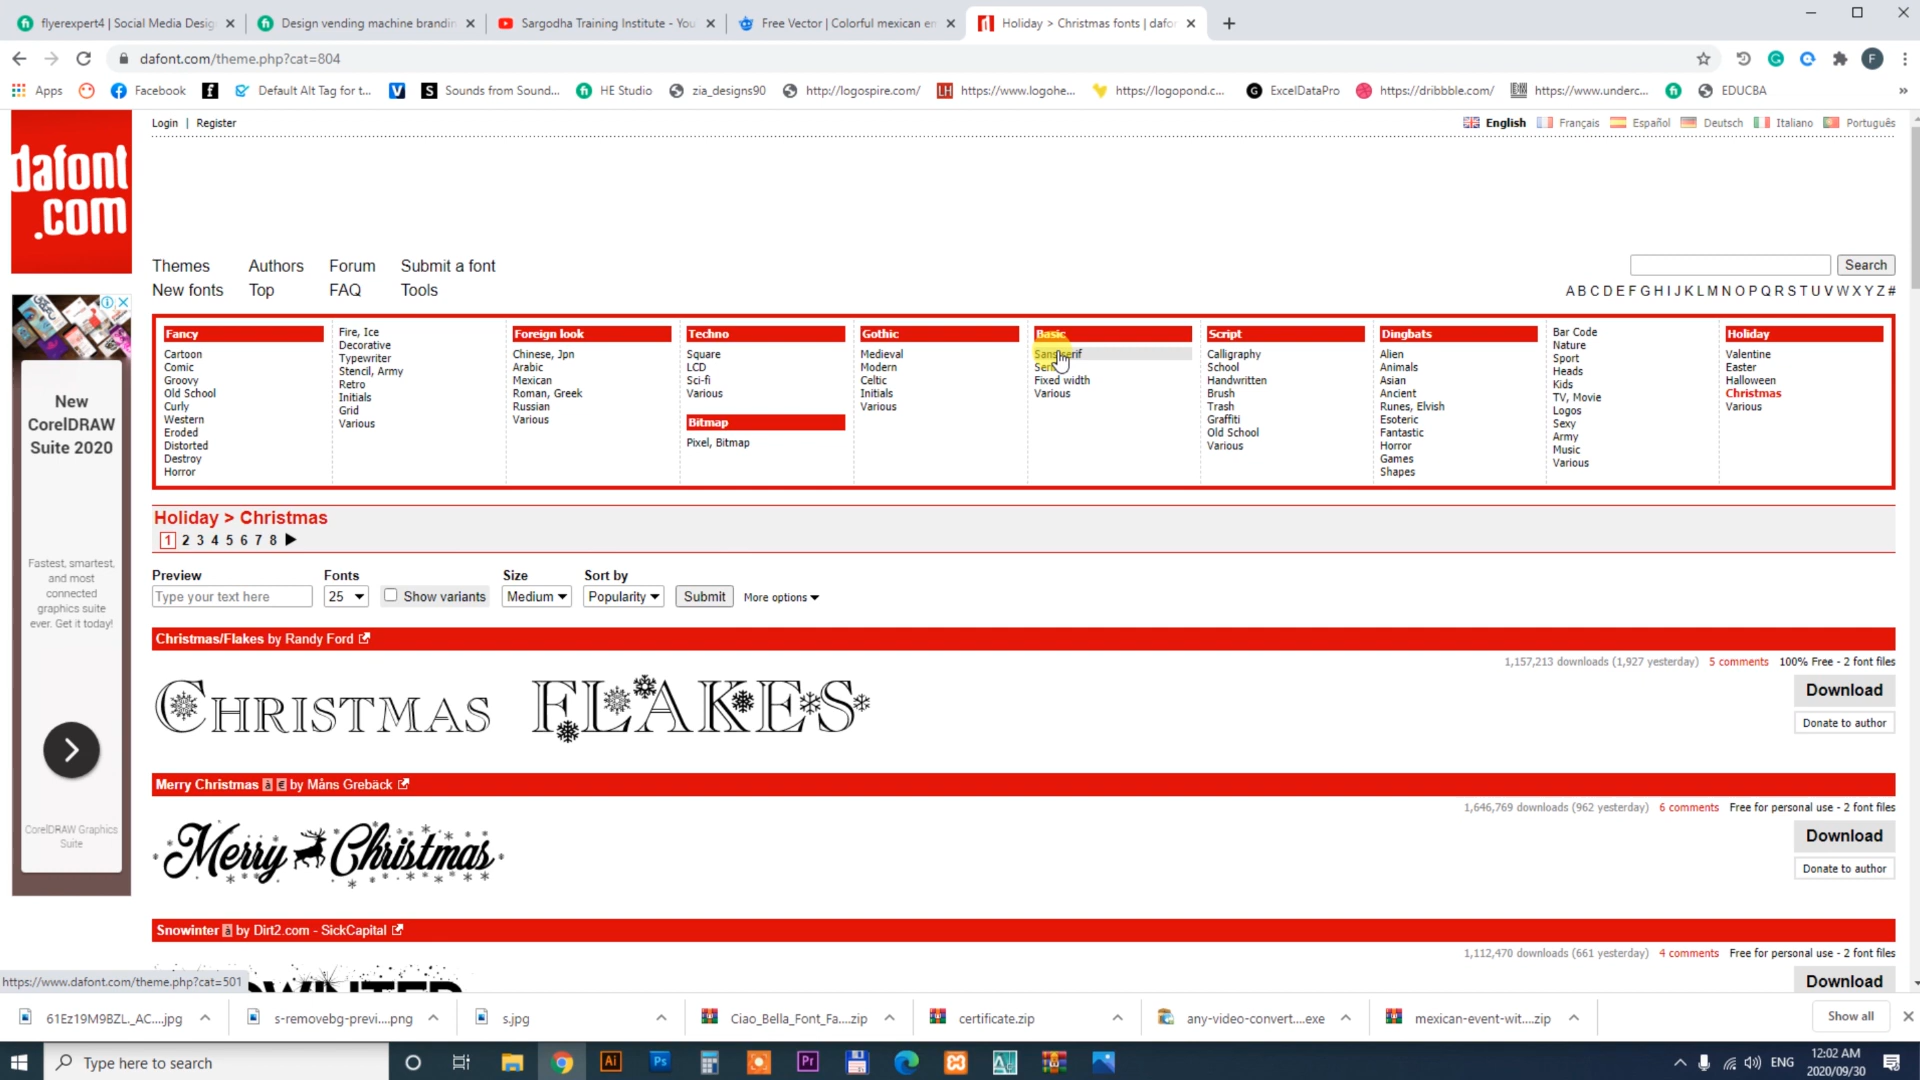 flyerexpert4 | Social Media Desig
Design vending machine brandin
Sargodha Training Institute - You
Free Vector | Colorful mexican em
Holiday > Christmas fonts | dafor
dafont.com/theme.php?cat=804
F
Apps
Facebook
Default Alt Tag for t...
Sounds from Sound...
HE Studio
zia_designs90
http://logospire.com/
https://www.logohe...
https://logopond.c...
ExcelDataPro
https://dribbble.com/
https://www.underc...
EDUCBA
dafont
.com
Login | Register
English
Français
Español
Deutsch
Italiano
Português
Themes Authors Forum Submit a font
New fonts Top FAQ Tools
Search
A B C D E F G H I J K L M N O P Q R S T U V W X Y Z #
Fancy
Cartoon
Comic
Groovy
Old School
Curly
Western
Eroded
Distorted
Destroy
Horror
Fire, Ice
Decorative
Typewriter
Stencil, Army
Retro
Initials
Grid
Various
Foreign look
Chinese, Jpn
Arabic
Mexican
Roman, Greek
Russian
Various
Techno
Square
LCD
Sci-fi
Various
Bitmap
Pixel, Bitmap
Gothic
Medieval
Modern
Celtic
Initials
Various
Basic
Sans serif
Serif
Fixed width
Various
Script
Calligraphy
School
Handwritten
Brush
Trash
Graffiti
Old School
Various
Dingbats
Alien
Animals
Asian
Ancient
Runes, Elvish
Esoteric
Fantastic
Horror
Games
Shapes
Bar Code
Nature
Sport
Heads
Kids
TV, Movie
Logos
Sexy
Army
Music
Various
Holiday
Valentine
Easter
Halloween
Christmas
Various
New
CorelDRAW
Suite 2020
Fastest, smartest,
and most
connected
graphics suite
ever. Get it today!
CorelDRAW Graphics
Suite
Holiday > Christmas
1 2 3 4 5 6 7 8
Preview Fonts Size Sort by
Type your text here 25 Show variants Medium Popularity Submit More options
Christmas/Flakes by Randy Ford
1,157,213 downloads (1,927 yesterday) 5 comments 100% Free - 2 font files
CHRISTMAS FLAKES
Download
Donate to author
Merry Christmas à € by Måns Grebäck
1,646,769 downloads (962 yesterday) 6 comments Free for personal use - 2 font files
Merry Christmas
Download
Donate to author
Snowinter à by Dirt2.com - SickCapital
1,112,470 downloads (661 yesterday) 4 comments Free for personal use - 2 font files
Download
https://www.dafont.com/theme.php?cat=501
61Ez19M9BZL._AC....jpg
s-removebg-previ....png
s.jpg
Ciao_Bella_Font_Fa....zip
certificate.zip
any-video-convert....exe
mexican-event-wit....zip
Show all
Type here to search
Ai
Ps
Pr
ENG
12:02 AM
2020/09/30